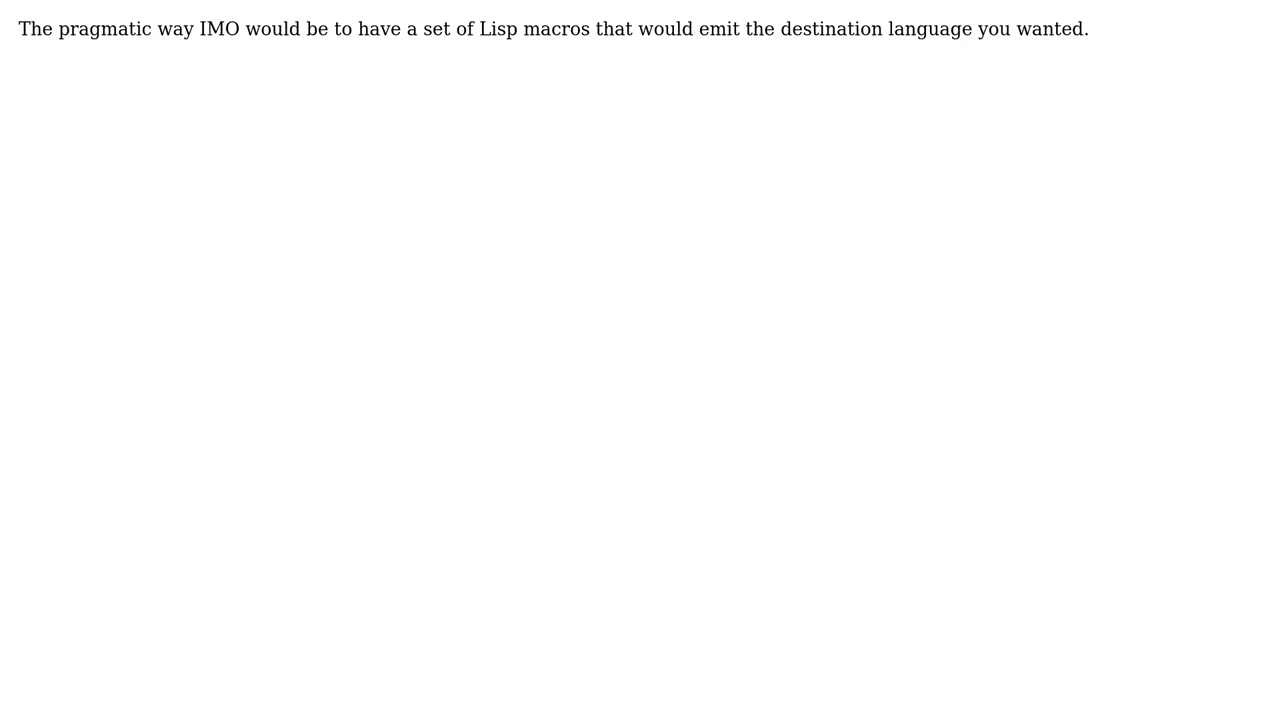 The pragmatic way IMO would be to have a set of Lisp macros that would emit the destination language you wanted.